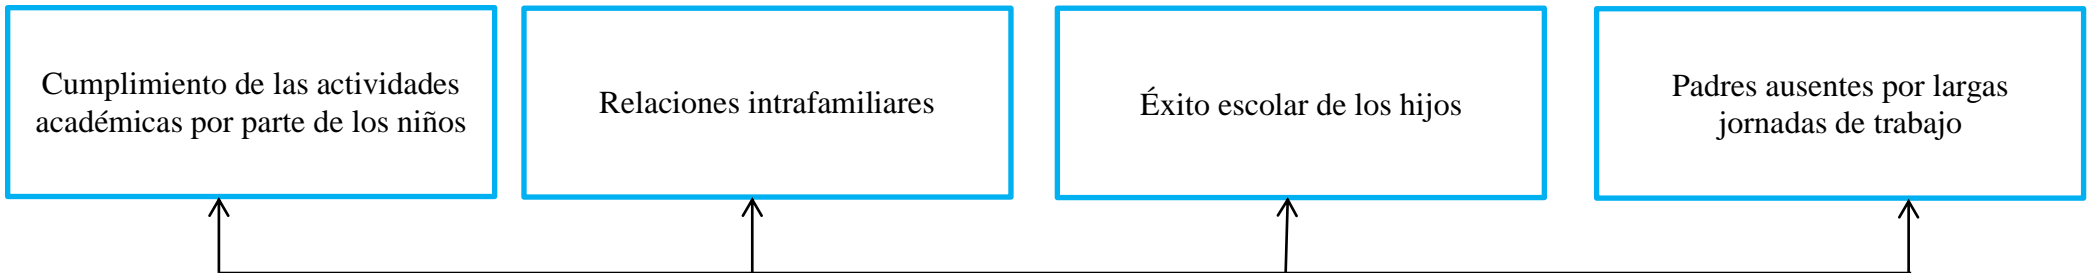 Cumplimiento de las actividades
académicas por parte de los niños
Relaciones intrafamiliares
Éxito escolar de los hijos
Padres ausentes por largas
jornadas de trabajo